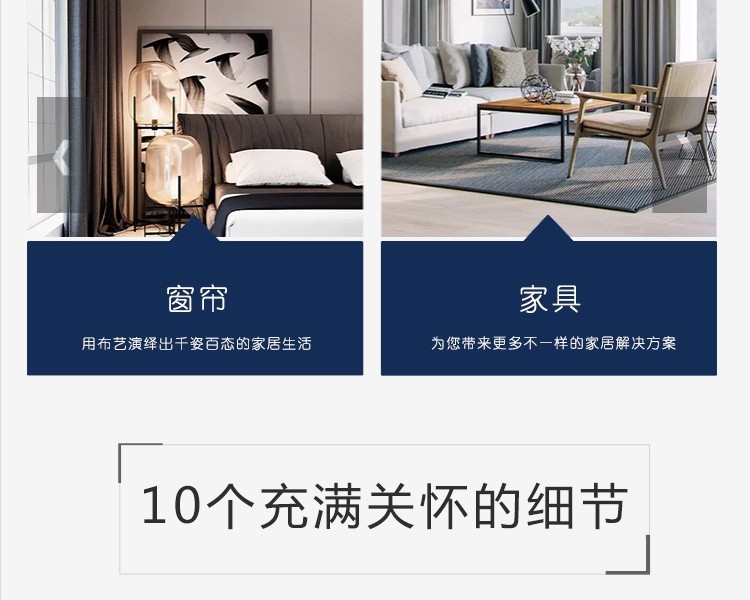 窗帘
用布艺演绎出千姿百态的家居生活
家具
为您带来更多不一样的家居解决方案
10个充满关怀的细节